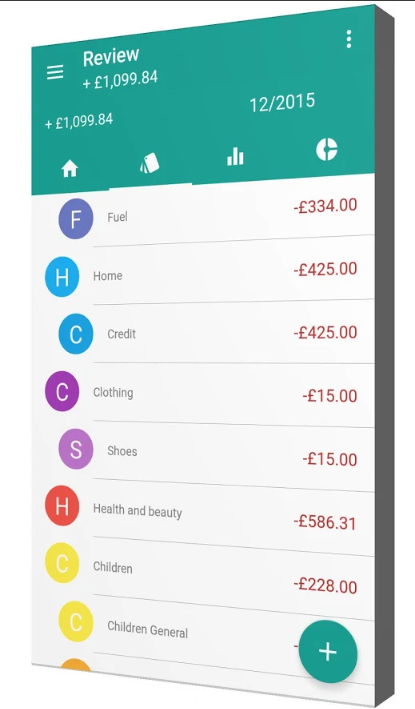 Review
+ £1,099.84
+ £1,099.84 12/2015
F Fuel -£334.00
H Home -£425.00
C Credit -£425.00
C Clothing -£15.00
S Shoes -£15.00
H Health and beauty -£586.31
C Children -£228.00
C Children General -
+